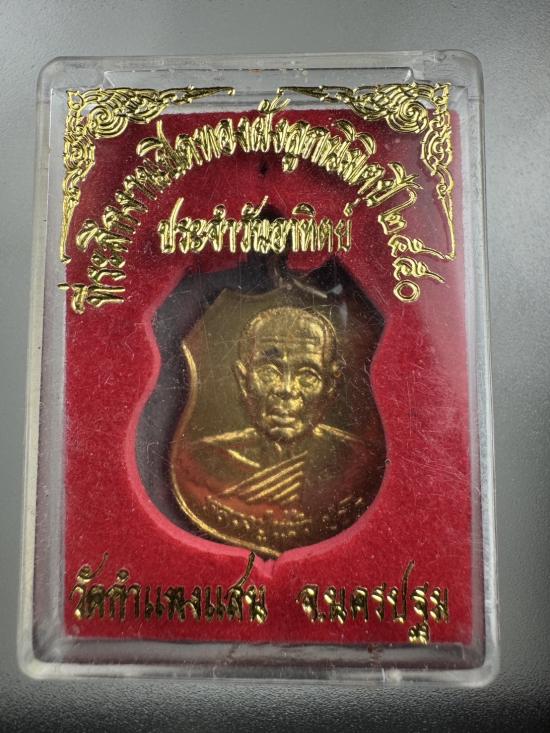 ที่ระลึกงานปิดทองฝังลูกนิมิตปี ๒๕๔๐
ประจำวันอาทิตย์
วัดกำแพงแสน จ.นครปฐม